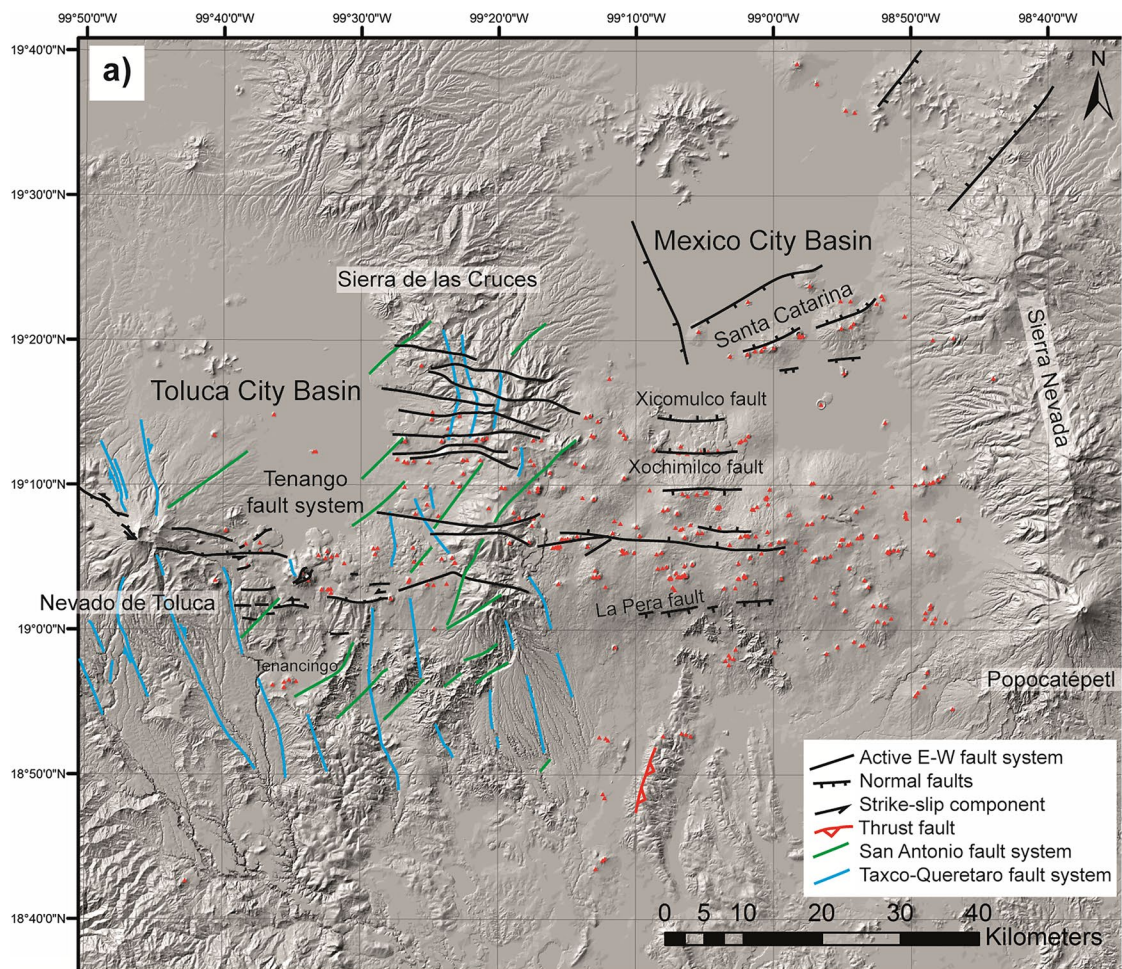 99°50'0"W 99°40'0"W 99°30'0"W 99°20'0"W 99°10'0"W 99°0'0"W 98°50'0"W 98°40'0"W
19°40'0"N
a)
N
19°30'0"N
Mexico City Basin
Sierra de las Cruces
Santa Catarina
Sierra Nevada
19°20'0"N
Toluca City Basin
Xicomulco fault
Xochimilco fault
Tenango
fault system
19°10'0"N
Nevado de Toluca
La Pera fault
19°0'0"N
Tenancingo
Popocatépetl
18°50'0"N
Active E-W fault system
Normal faults
Strike-slip component
Thrust fault
San Antonio fault system
Taxco-Queretaro fault system
18°40'0"N
0 5 10 20 30 40
Kilometers